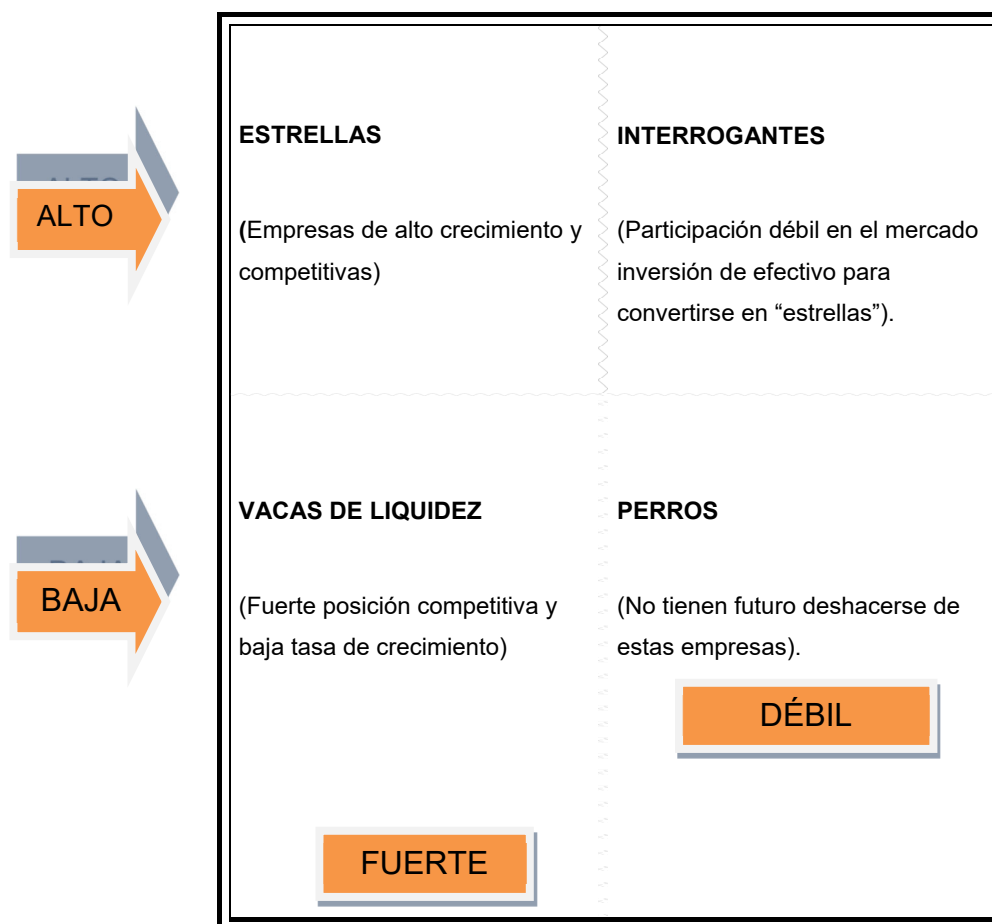 ESTRELLAS
INTERROGANTES
ALTO
(Empresas de alto crecimiento y
competitivas)
(Participación débil en el mercado
inversión de efectivo para
convertirse en “estrellas”).
VACAS DE LIQUIDEZ
PERROS
BAJA
(Fuerte posición competitiva y
baja tasa de crecimiento)
(No tienen futuro deshacerse de
estas empresas).
DÉBIL
FUERTE